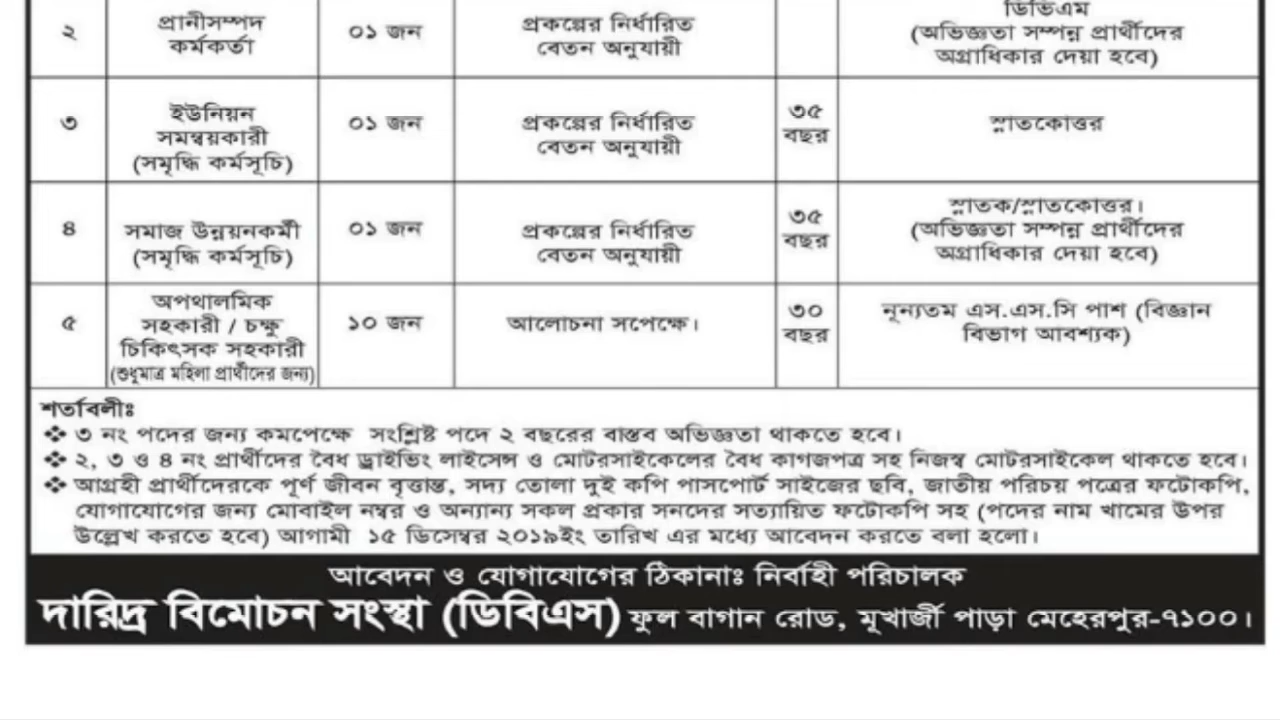 ডিভিএম
২
প্রানীসম্পদ
কর্মকর্তা
০১ জন
প্রকল্পের নির্ধারিত
বেতন অনুযায়ী
(অভিজ্ঞতা সম্পন্ন প্রার্থীদের
অগ্রাধিকার দেয়া হবে)
৩
ইউনিয়ন
সমন্বয়কারী
(সমৃদ্ধি কর্মসূচি)
০১ জন
প্রকল্পের নির্ধারিত
বেতন অনুযায়ী
৩৫
বছর
স্নাতকোত্তর
৪
সমাজ উন্নয়নকর্মী
(সমৃদ্ধি কর্মসূচি)
০১ জন
প্রকল্পের নির্ধারিত
বেতন অনুযায়ী
৩৫
বছর
স্নাতক/স্নাতকোত্তর।
(অভিজ্ঞতা সম্পন্ন প্রার্থীদের
অগ্রাধিকার দেয়া হবে)
৫
অপথালমিক
সহকারী / চক্ষু
চিকিৎসক সহকারী
(শুধুমাত্র মহিলা প্রার্থীদের জন্য)
১০ জন
আলোচনা সপেক্ষে।
৩০
বছর
নূন্যতম এস.এস.সি পাশ (বিজ্ঞান
বিভাগ আবশ্যক)
শর্তাবলীঃ
❖ ৩ নং পদের জন্য কমপেক্ষে সংশ্লিষ্ট পদে ২ বছরের বাস্তব অভিজ্ঞতা থাকতে হবে।
❖ ২, ৩ ও ৪ নং প্রার্থীদের বৈধ ড্রাইভিং লাইসেন্স ও মোটরসাইকেলের বৈধ কাগজপত্র সহ নিজস্ব মোটরসাইকেল থাকতে হবে।
❖ আগ্রহী প্রার্থীদেরকে পূর্ণ জীবন বৃত্তান্ত, সদ্য তোলা দুই কপি পাসপোর্ট সাইজের ছবি, জাতীয় পরিচয় পত্রের ফটোকপি,
যোগাযোগের জন্য মোবাইল নম্বর ও অন্যান্য সকল প্রকার সনদের সত্যায়িত ফটোকপি সহ (পদের নাম খামের উপর
উল্লেখ করতে হবে) আগামী ১৫ ডিসেম্বর ২০১৯ইং তারিখ এর মধ্যে আবেদন করতে বলা হলো।
আবেদন ও যোগাযোগের ঠিকানাঃ নির্বাহী পরিচালক
দারিদ্র বিমোচন সংস্থা (ডিবিএস) ফুল বাগান রোড, মূখার্জী পাড়া মেহেরপুর-৭১০০।